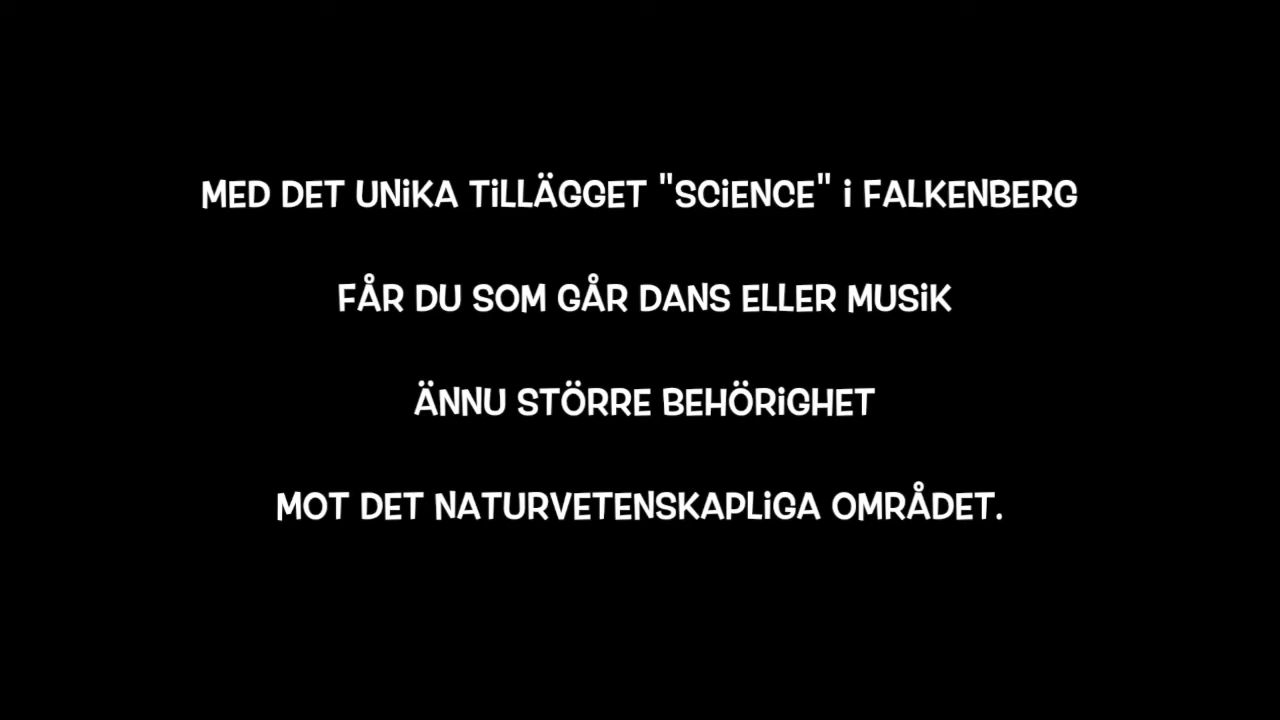 MED DET UNIKA TILLÄGGET "SCIENCE" I FALKENBERG
FÅR DU SOM GÅR DANS ELLER MUSIK
ÄNNU STÖRRE BEHÖRIGHET
MOT DET NATURVETENSKAPLIGA OMRÅDET.